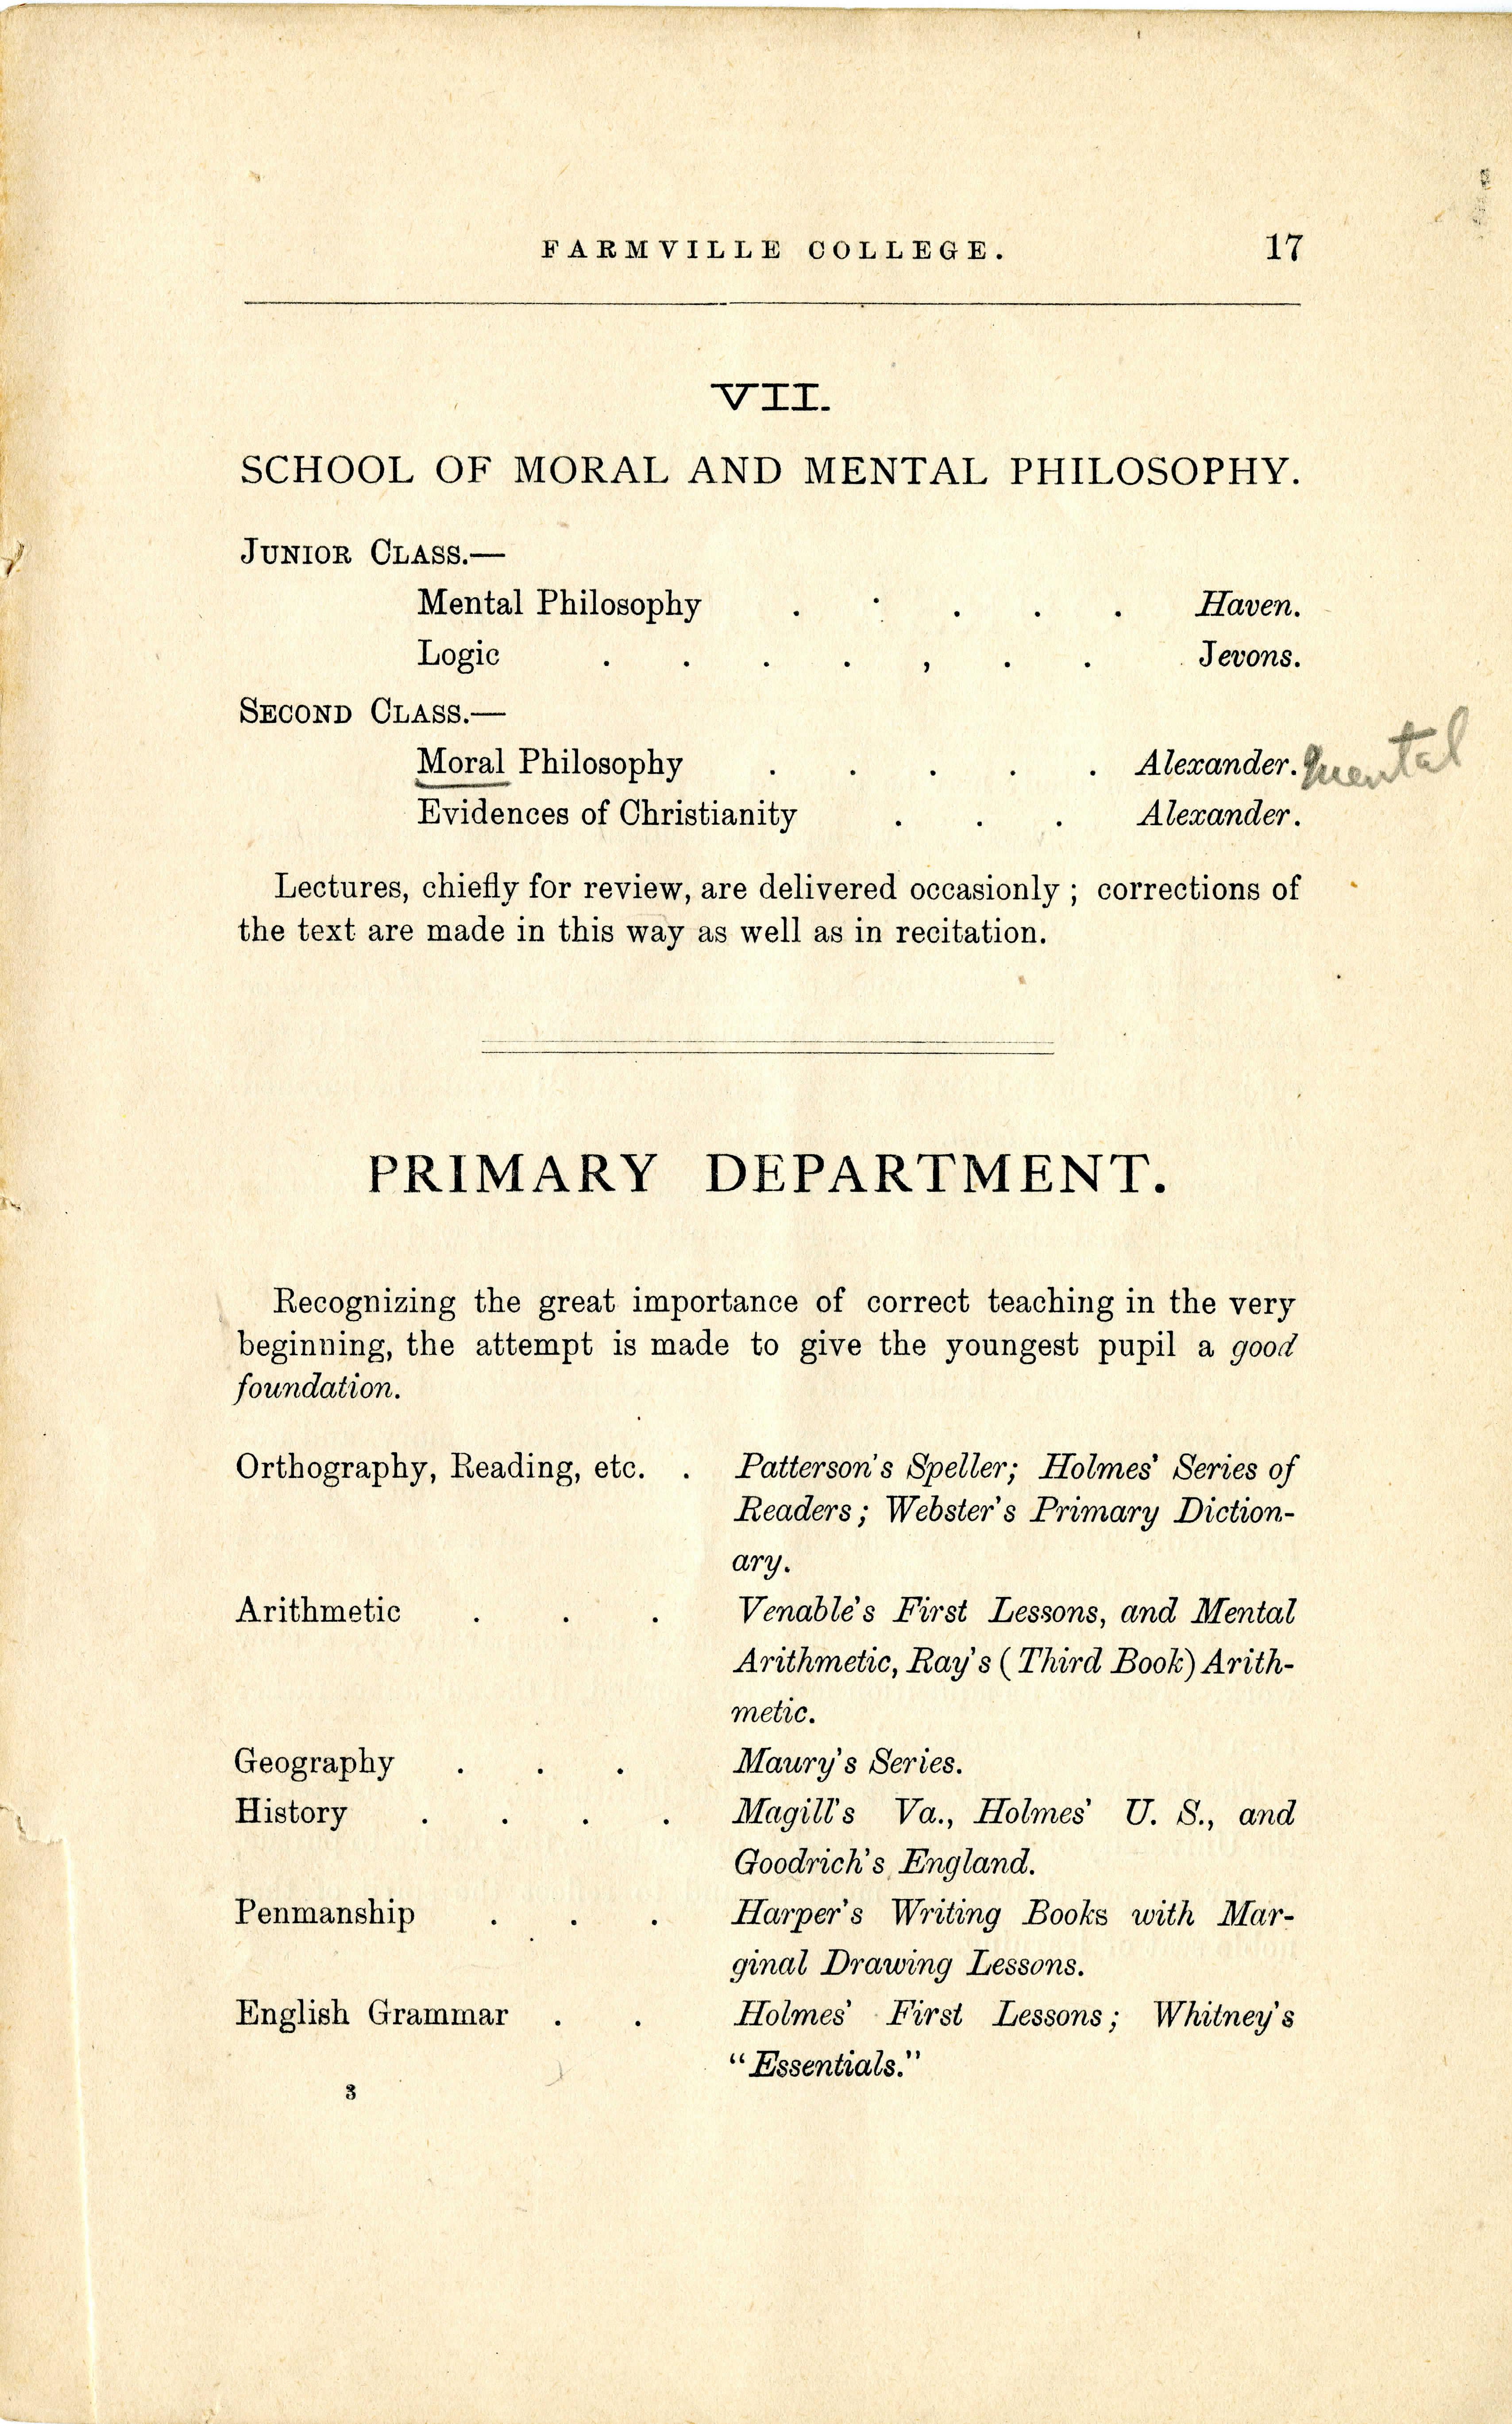 FARMVILLE COLLEGE. 17
VII.
SCHOOL OF MORAL AND MENTAL PHILOSOPHY.
JUNIOR CLASS.—
Mental Philosophy . . . . . Haven.
Logic . . . . , . . Jevons.
SECOND CLASS.—
Moral Philosophy . . . . . Alexander. mental
Evidences of Christianity . . . Alexander.
Lectures, chiefly for review, are delivered occasionly ; corrections of
the text are made in this way as well as in recitation.
PRIMARY DEPARTMENT.
Recognizing the great importance of correct teaching in the very
beginning, the attempt is made to give the youngest pupil a good
foundation.
Orthography, Reading, etc. . Patterson's Speller; Holmes' Series of
Readers ; Webster's Primary Diction-
ary.
Arithmetic . . . Venable's First Lessons, and Mental
Arithmetic, Ray's (Third Book) Arith-
metic.
Geography . . . Maury's Series.
History . . . . Magill's Va., Holmes' U. S., and
Goodrich's England.
Penmanship . . . Harper's Writing Books with Mar-
ginal Drawing Lessons.
English Grammar . . Holmes' First Lessons ; Whitney's
"Essentials."
3